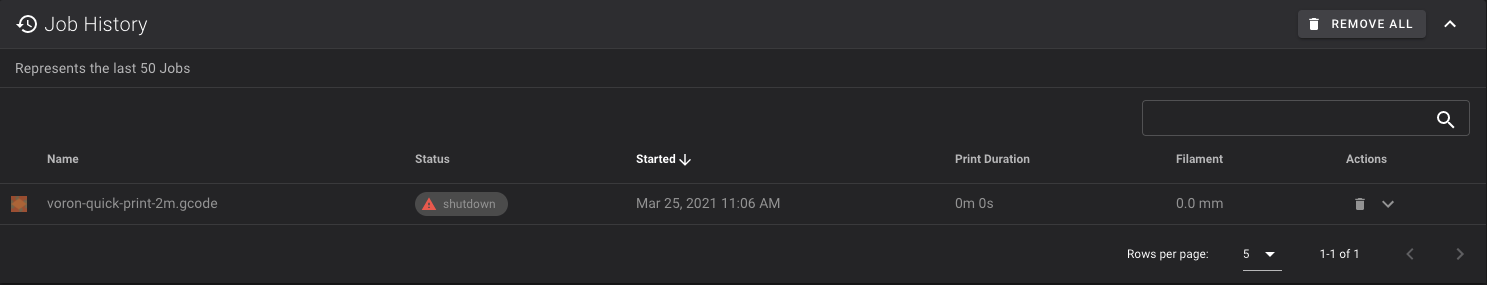 Job History
REMOVE ALL
Represents the last 50 Jobs
Name Status Started Print Duration Filament Actions
voron-quick-print-2m.gcode shutdown Mar 25, 2021 11:06 AM 0m 0s 0.0 mm
Rows per page: 5 1-1 of 1